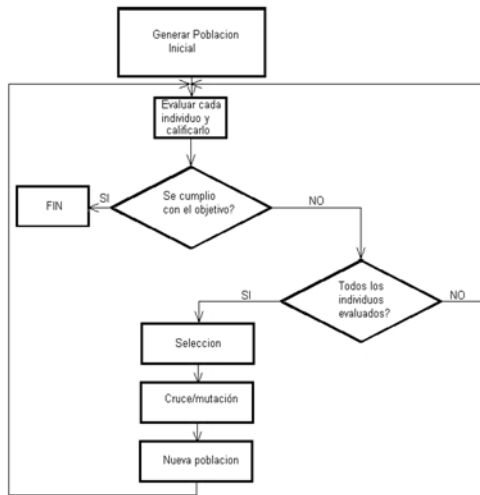 Generar Poblacion
Inicial
Evaluar cada
individuo y
calificarlo
Se cumplio
con el objetivo?
SI
FIN
NO
Todos los
individuos
evaluados?
SI
NO
Seleccion
Cruce/mutación
Nueva poblacion